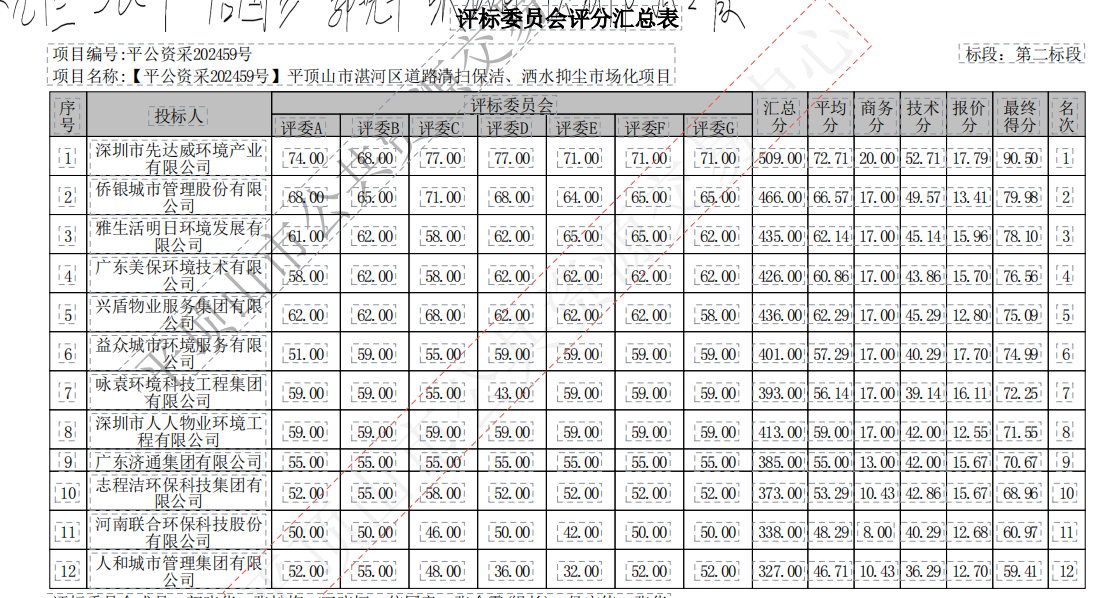 评标委员会评分汇总表
项目编号:平公资采202459号
标段：第二标段
项目名称:【平公资采202459号】平顶山市湛河区道路清扫保洁、洒水抑尘市场化项目
序号 投标人 评标委员会 汇总分 平均分 商务分 技术分 报价分 最终得分 名次
评委A 评委B 评委C 评委D 评委E 评委F 评委G
1 深圳市先达威环境产业有限公司 74.00 68.00 77.00 77.00 71.00 71.00 71.00 509.00 72.71 20.00 52.71 17.79 90.50 1
2 侨银城市管理股份有限公司 68.00 65.00 71.00 68.00 64.00 65.00 65.00 466.00 66.57 17.00 49.57 13.41 79.98 2
3 雅生活明日环境发展有限公司 61.00 62.00 58.00 62.00 65.00 65.00 62.00 435.00 62.14 17.00 45.14 15.96 78.10 3
4 广东美保环境技术有限公司 58.00 62.00 58.00 62.00 62.00 62.00 62.00 426.00 60.86 17.00 43.86 15.70 76.56 4
5 兴盾物业服务集团有限公司 62.00 62.00 68.00 62.00 62.00 62.00 58.00 436.00 62.29 17.00 45.29 12.80 75.09 5
6 益众城市环境服务有限公司 51.00 59.00 55.00 59.00 59.00 59.00 59.00 401.00 57.29 17.00 40.29 17.70 74.99 6
7 咏袁环境科技工程集团有限公司 59.00 59.00 55.00 43.00 59.00 59.00 59.00 393.00 56.14 17.00 39.14 16.11 72.25 7
8 深圳市人人物业环境工程有限公司 59.00 59.00 59.00 59.00 59.00 59.00 59.00 413.00 59.00 17.00 42.00 12.55 71.55 8
9 广东济通集团有限公司 55.00 55.00 55.00 55.00 55.00 55.00 55.00 385.00 55.00 13.00 42.00 15.67 70.67 9
10 志程洁环保科技集团有限公司 52.00 55.00 58.00 52.00 52.00 52.00 52.00 373.00 53.29 10.43 42.86 15.67 68.96 10
11 河南联合环保科技股份有限公司 50.00 50.00 46.00 50.00 42.00 50.00 50.00 338.00 48.29 8.00 40.29 12.68 60.97 11
12 人和城市管理集团有限公司 52.00 55.00 48.00 36.00 32.00 52.00 52.00 327.00 46.71 10.43 36.29 12.70 59.41 12
平顶山市公共资源交易中心